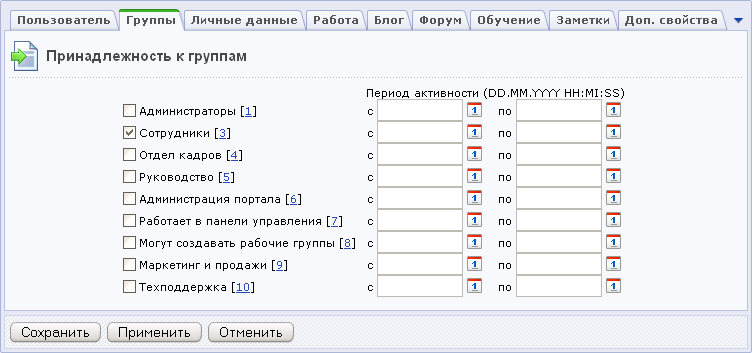 Пользователь Группы Личные данные Работа Блог Форум Обучение Заметки Доп. свойства
Принадлежность к группам
Период активности (DD.MM.YYYY HH:MI:SS)
Администраторы [1] с 1 по 1
Сотрудники [3] с 1 по 1
Отдел кадров [4] с 1 по 1
Руководство [5] с 1 по 1
Администрация портала [6] с 1 по 1
Работает в панели управления [7] с 1 по 1
Могут создавать рабочие группы [8] с 1 по 1
Маркетинг и продажи [9] с 1 по 1
Техподдержка [10] с 1 по 1
Сохранить Применить Отменить